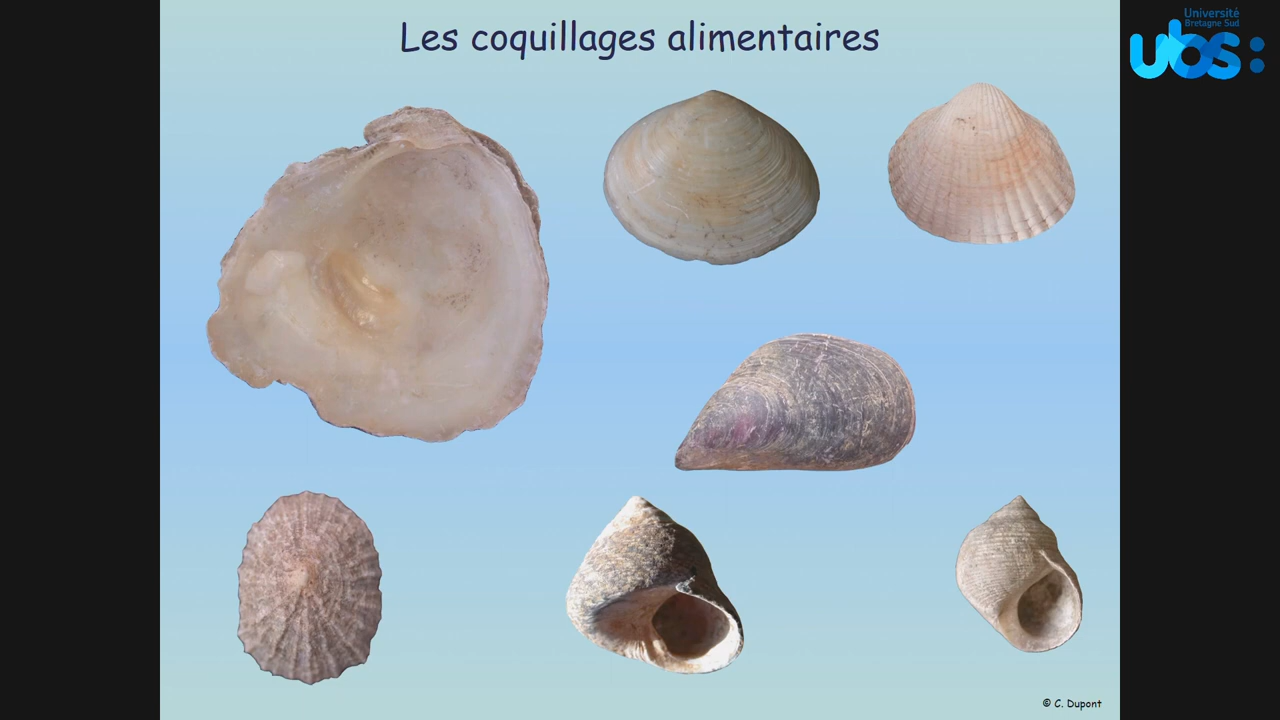 Les coquillages alimentaires
Université
Bretagne Sud
ubs:
© C. Dupont